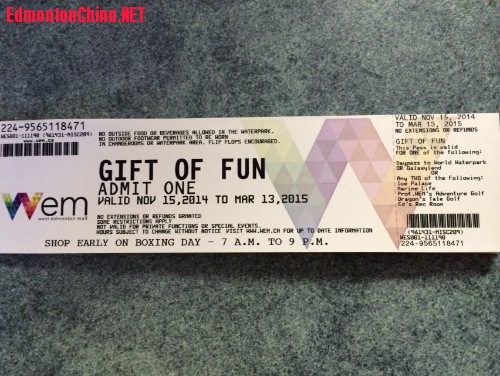 EdmontonChina.NET
224-9565118471
WES001-111198 (961431-MISC209)
www.wem.ca
NO OUTSIDE FOOD OR BEVERAGES ALLOWED IN THE WATERPARK.
NO OUTDOOR FOOTWEAR PERMITTED TO BE WORN
IN CHANGEROOMS OR WATERPARK AREA. FLIP FLOPS ENCOURAGED.
wem
west edmonton mall
GIFT OF FUN
ADMIT ONE
VALID NOV 15,2014 TO MAR 13,2015
NO EXTENSIONS OR REFUNDS GRANTED
SOME RESTRICTIONS APPLY
NOT VALID FOR PRIVATE FUNCTIONS OR SPECIAL EVENTS.
HOURS SUBJECT TO CHANGE WITHOUT NOTICE VISIT WWW.WEM.CA FOR UP TO DATE INFORMATION
SHOP EARLY ON BOXING DAY - 7 A.M. TO 9 P.M.
VALID NOV 15, 2014
TO MAR 13, 2015
NO EXTENSIONS OR REFUNDS
GIFT OF FUN
This Pass is valid
FOR ONE of the following:
Daypass to World Waterpark
OR Galaxyland
or
Any TWO of the following:
Ice Palace
Marine Life
Prof.WEM's Adventure Golf
Dragon's Tale Golf
Ed's Rec Room
(961431-MISC209)
WES001-111198
224-9565118471